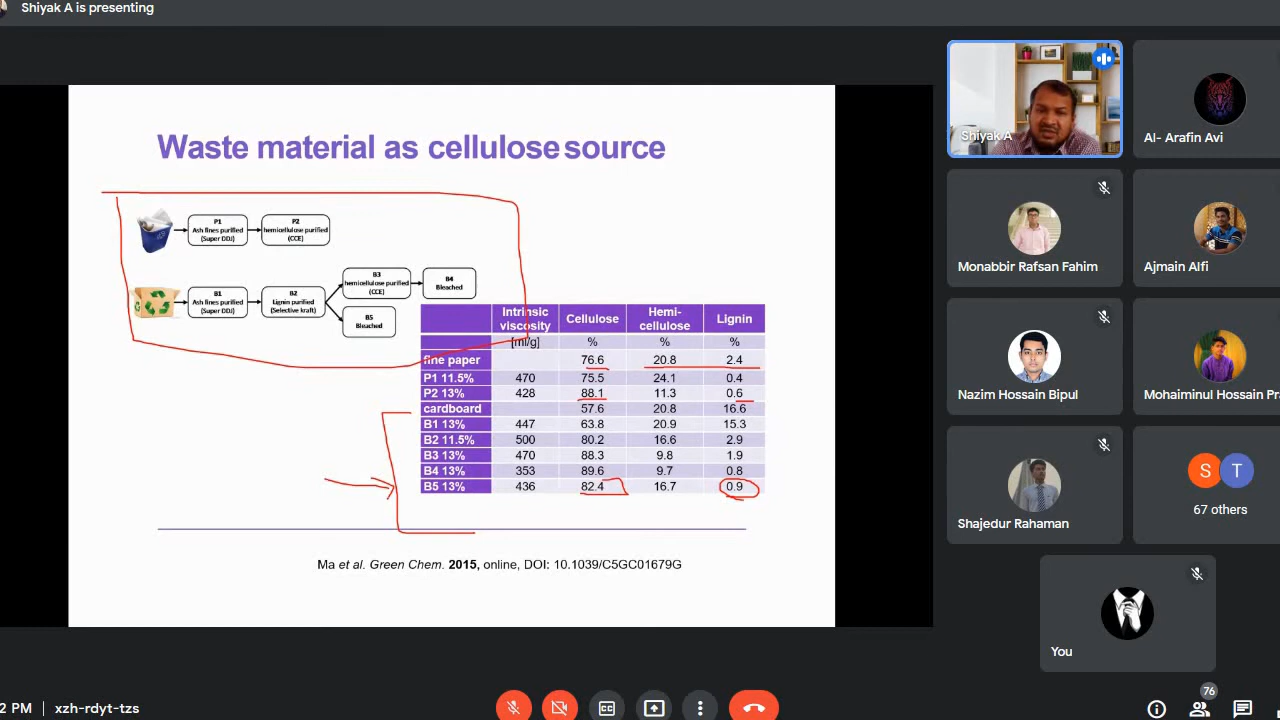 Shiyak A is presenting
Waste material as cellulose source
P1
Ash fines purified
(Super DDJ)
P2
hemicellulose purified
(CCE)
B1
Ash fines purified
(Super DDJ)
B2
Lignin purified
(Selective kraft)
B3
hemicellulose purified
(CCE)
B4
Bleached
B5
Bleached
Intrinsic viscosity Cellulose Hemi-cellulose Lignin
[ml/g] % % %
fine paper 76.6 20.8 2.4
P1 11.5% 470 75.5 24.1 0.4
P2 13% 428 88.1 11.3 0.6
cardboard 57.6 20.8 16.6
B1 13% 447 63.8 20.9 15.3
B2 11.5% 500 80.2 16.6 2.9
B3 13% 470 88.3 9.8 1.9
B4 13% 353 89.6 9.7 0.8
B5 13% 436 82.4 16.7 0.9
Ma et al. Green Chem. 2015, online, DOI: 10.1039/C5GC01679G
Shiyak A
Al- Arafin Avi
Monabbir Rafsan Fahim
Ajmain Alfi
Nazim Hossain Bipul
Mohaiminul Hossain Pra
Shajedur Rahaman
S T
67 others
You
2 PM | xzh-rdyt-tzs
CC
76